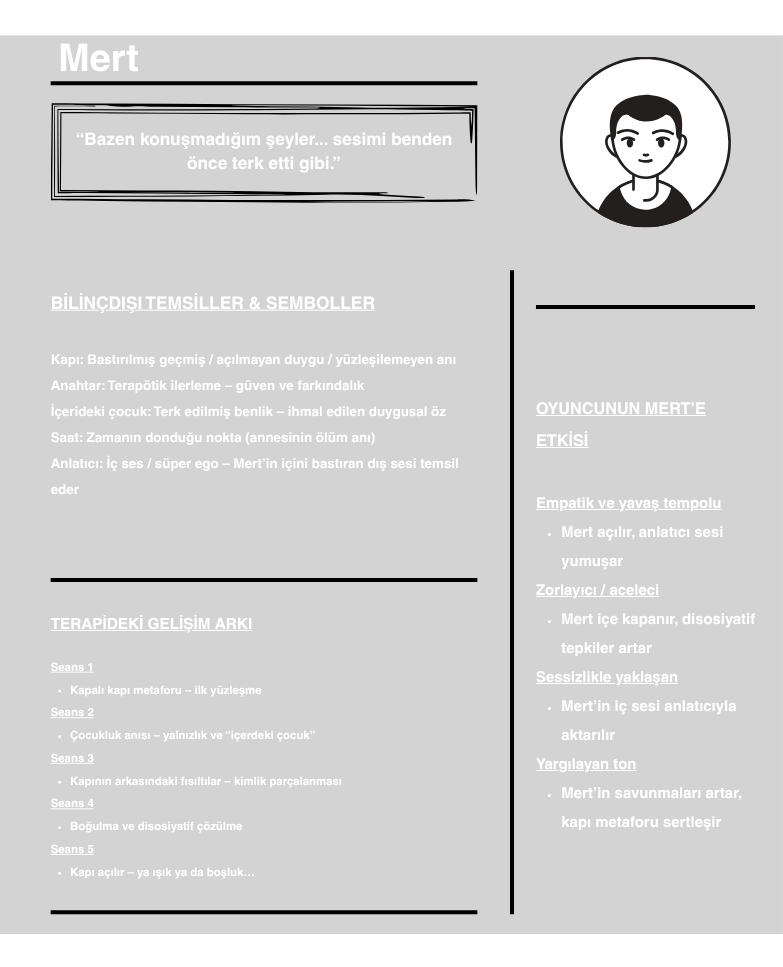 Mert
“Bazen konuşmadığım şeyler... sesimi benden
önce terk etti gibi.”
BİLİNÇDIŞI TEMSİLLER & SEMBOLLER
Kapı: Bastırılmış geçmiş / açılmayan duygu / yüzleşilemeyen anı
Anahtar: Terapötik ilerleme – güven ve farkındalık
İçerideki çocuk: Terk edilmiş benlik – ihmal edilen duygusal öz
Saat: Zamanın donduğu nokta (annesinin ölüm anı)
Anlatıcı: İç ses / süper ego – Mert’in içini bastıran dış sesi temsil
eder
TERAPİDEKİ GELİŞİM ARKI
Seans 1
• Kapalı kapı metaforu – ilk yüzleşme
Seans 2
• Çocukluk anısı – yalnızlık ve “içerdeki çocuk”
Seans 3
• Kapının arkasındaki fısıltılar – kimlik parçalanması
Seans 4
• Boğulma ve disosiyatif çözülme
Seans 5
• Kapı açılır – ya ışık ya da boşluk…
OYUNCUNUN MERT’E
ETKİSİ
Empatik ve yavaş tempolu
• Mert açılır, anlatıcı sesi
yumuşar
Zorlayıcı / aceleci
• Mert içe kapanır, disosiyatif
tepkiler artar
Sessizlikle yaklaşan
• Mert’in iç sesi anlatıcıyla
aktarılır
Yargılayan ton
• Mert’in savunmaları artar,
kapı metaforu sertleşir